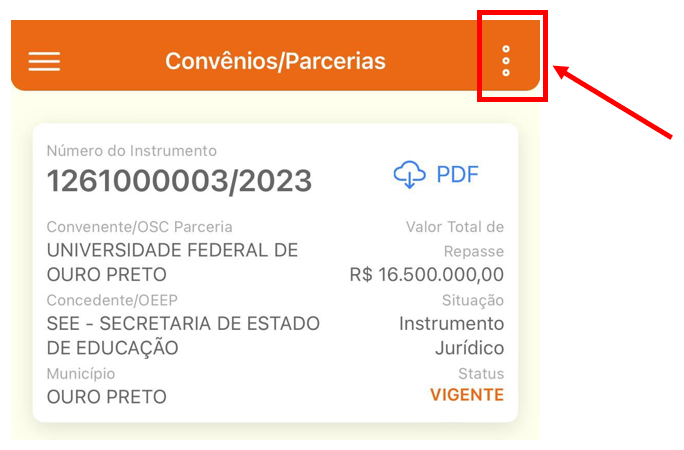 Convênios/Parcerias
Número do Instrumento
1261000003/2023
PDF
Convenente/OSC Parceria
UNIVERSIDADE FEDERAL DE
OURO PRETO
Valor Total de
Repasse
R$ 16.500.000,00
Concedente/OEEP
SEE - SECRETARIA DE ESTADO
DE EDUCAÇÃO
Situação
Instrumento
Jurídico
Município
OURO PRETO
Status
VIGENTE